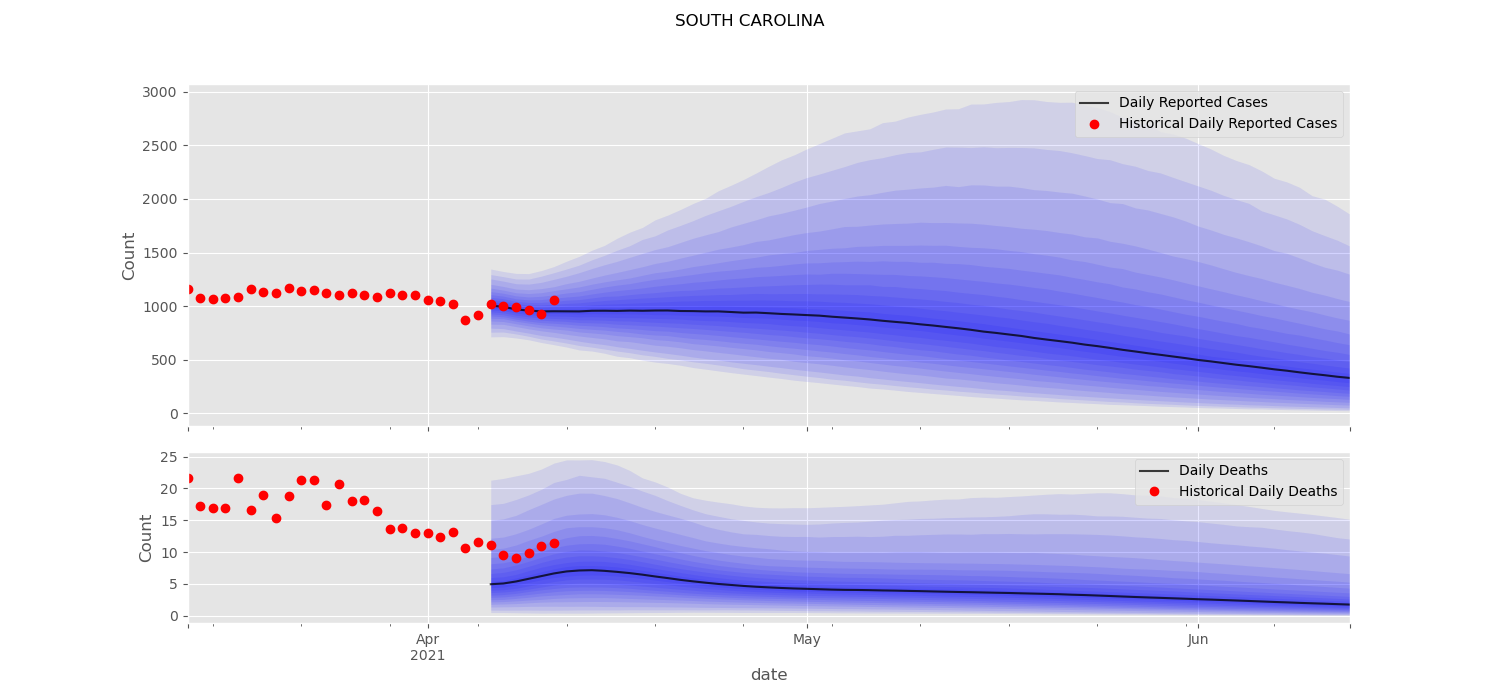 SOUTH CAROLINA
3000
2500
2000
1500
1000
500
0
Count
Daily Reported Cases
Historical Daily Reported Cases
25
20
15
10
5
0
Count
Daily Deaths
Historical Daily Deaths
Apr
2021
May
Jun
date